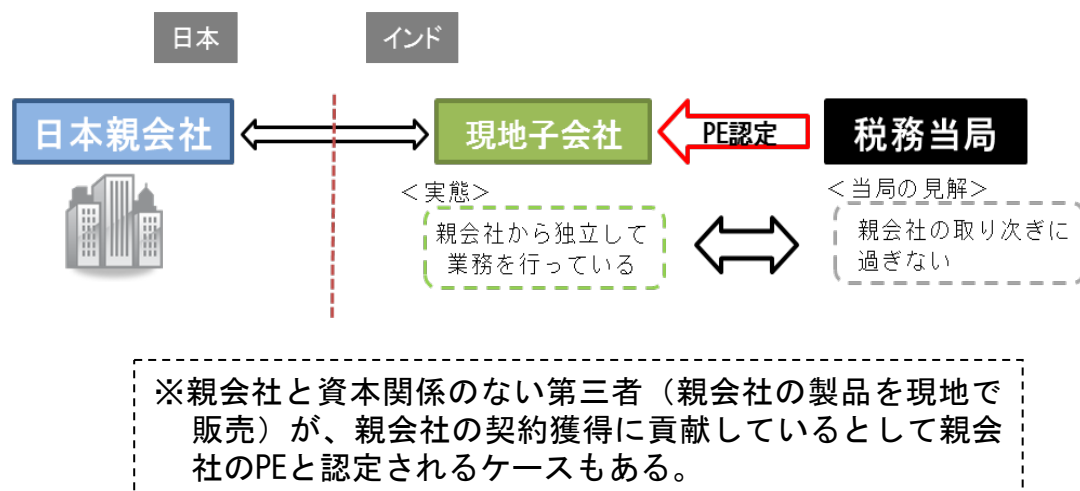 日本
インド
日本親会社
現地子会社
PE認定
税務当局
＜実態＞
親会社から独立して
業務を行っている
＜当局の見解＞
親会社の取り次ぎに
過ぎない
※親会社と資本関係のない第三者（親会社の製品を現地で
販売）が、親会社の契約獲得に貢献しているとして親会
社のPEと認定されるケースもある。